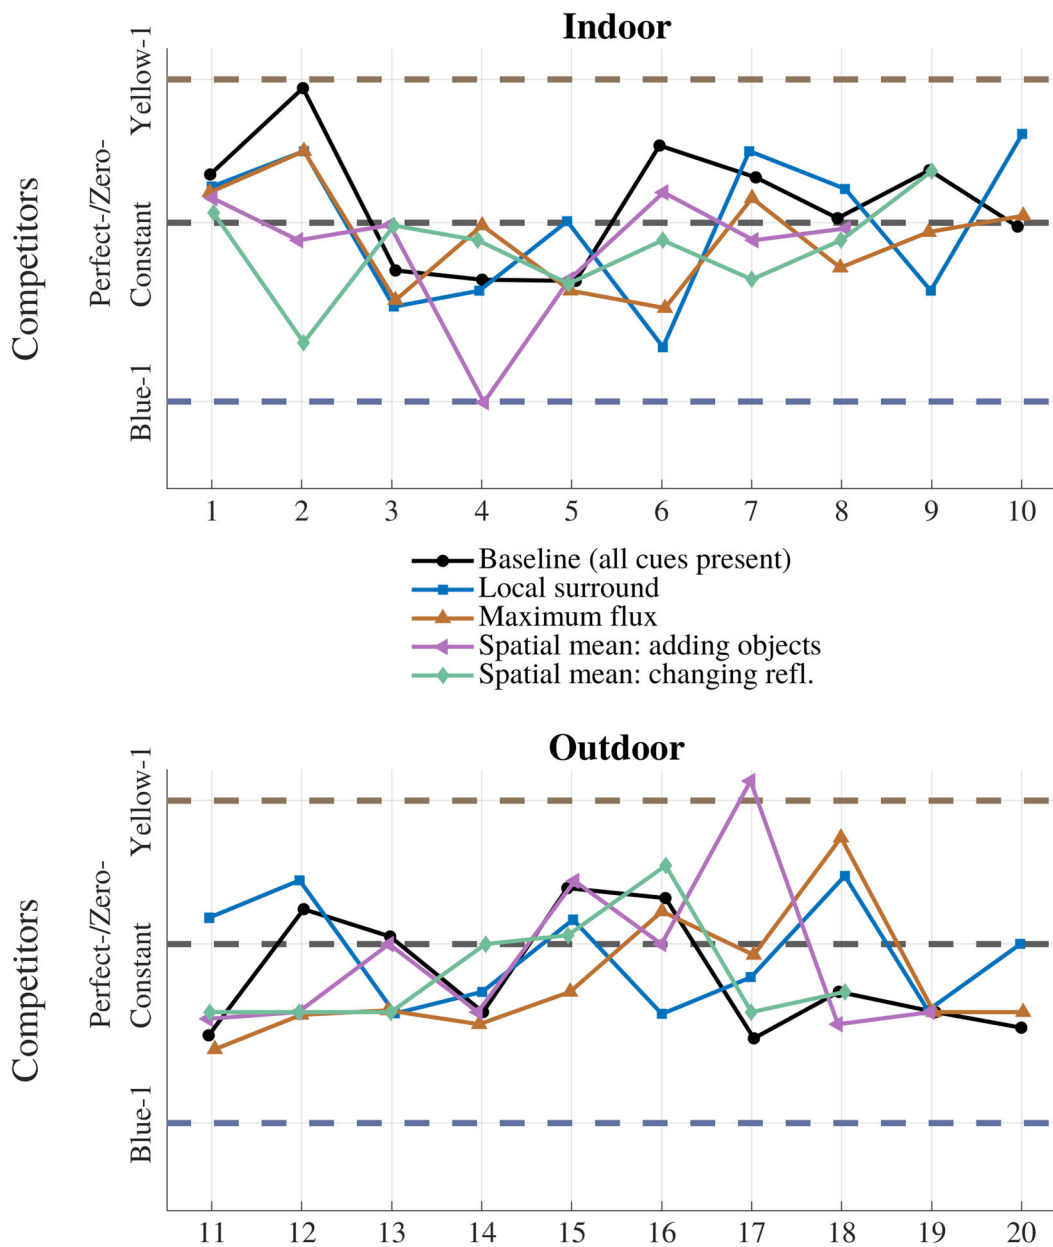 Indoor
Competitors
Yellow-1
Perfect-/Zero-
Constant
Blue-1
1 2 3 4 5 6 7 8 9 10
Baseline (all cues present)
Local surround
Maximum flux
Spatial mean: adding objects
Spatial mean: changing refl.
Outdoor
Competitors
Yellow-1
Perfect-/Zero-
Constant
Blue-1
11 12 13 14 15 16 17 18 19 20